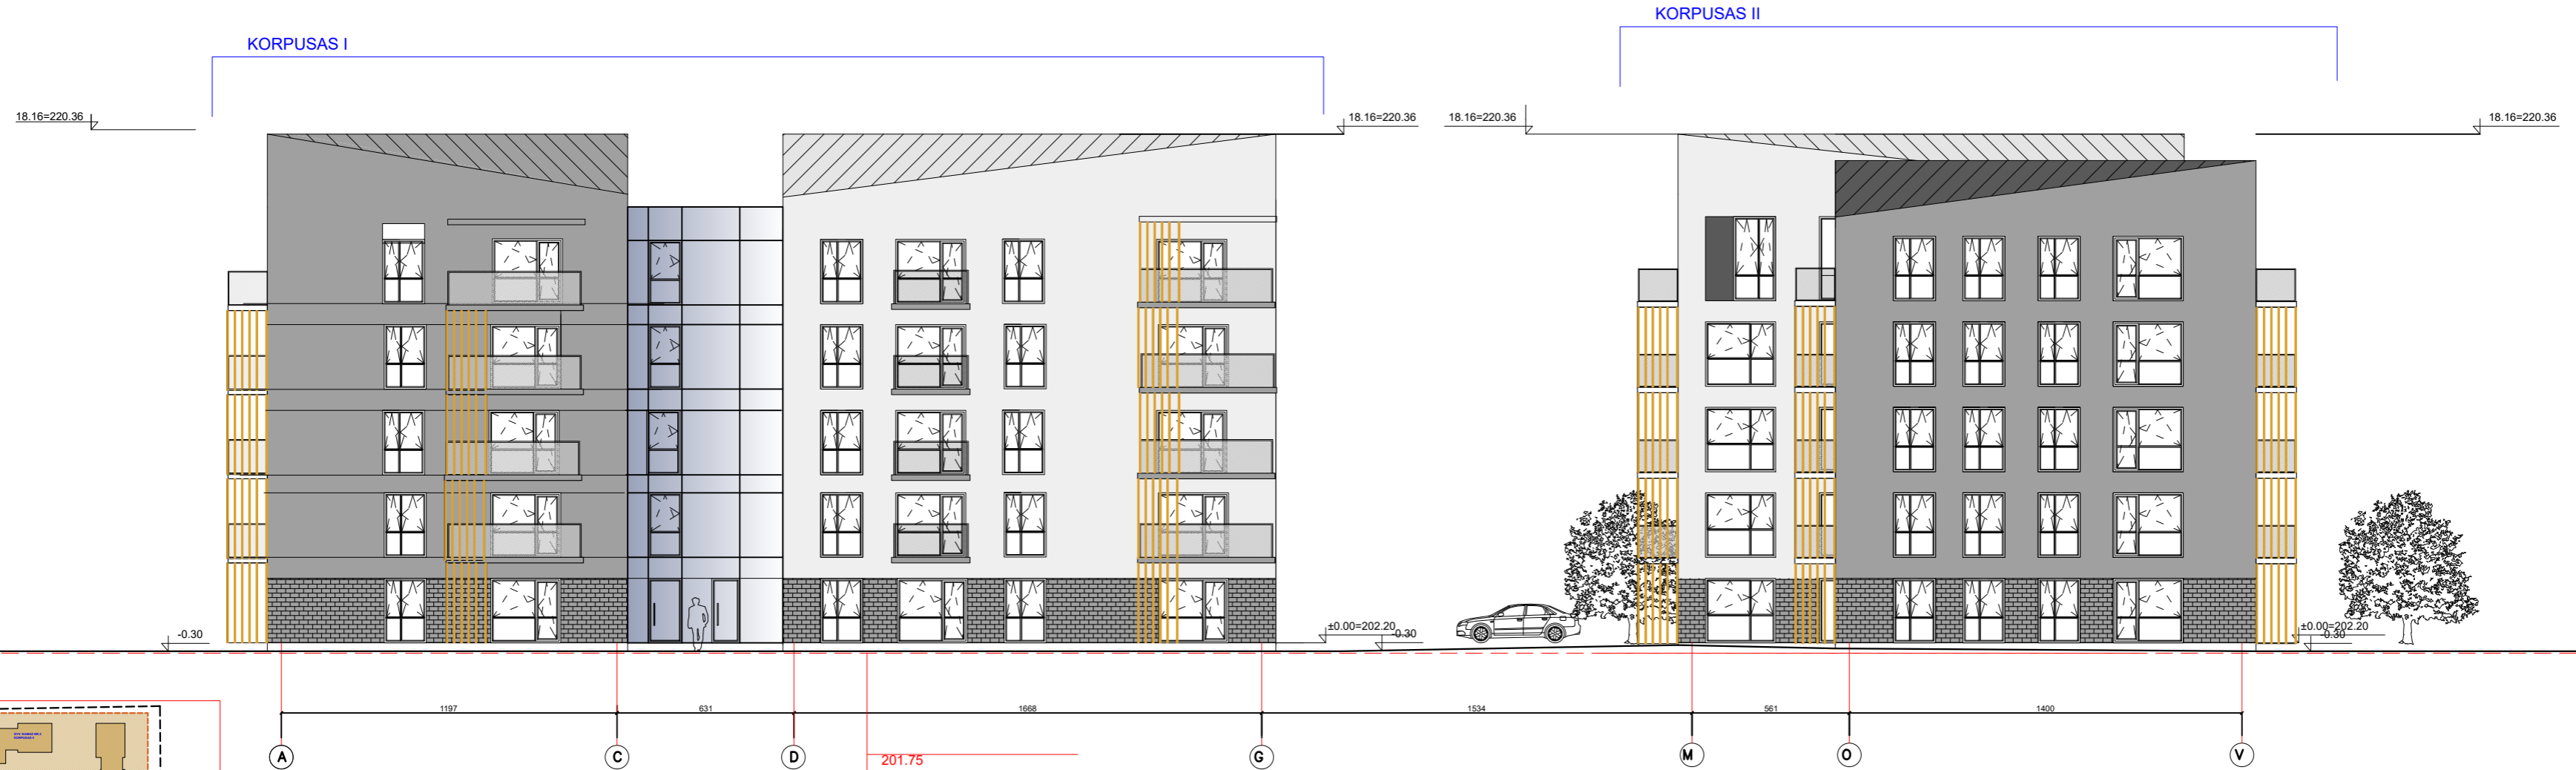 KORPUSAS II
KORPUSAS I
18.16=220.36
18.16=220.36
18.16=220.36
18.16=220.36
-0.30
±0.00=202.20
-0.30
±0.00=202.20
-0.30
1197
631
1668
1534
561
1400
A
C
D
G
M
O
V
201.75